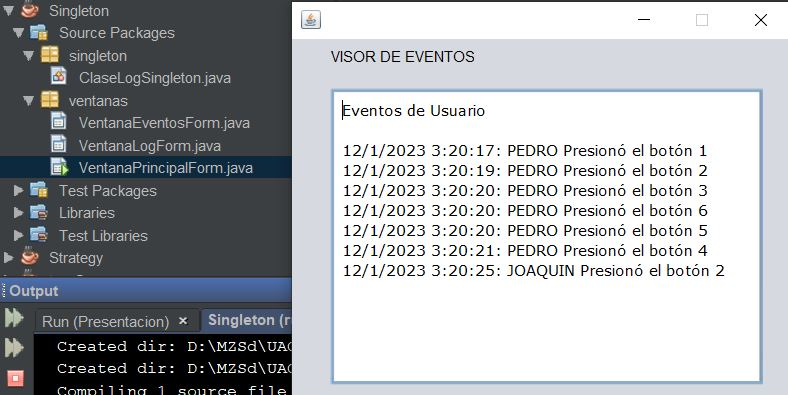 Singleton
Source Packages
singleton
ClaseLogSingleton.java
ventanas
VentanaEventosForm.java
VentanaLogForm.java
VentanaPrincipalForm.java
Test Packages
Libraries
Test Libraries
Strategy
Output
Run (Presentacion) ×
Singleton (r
Created dir: D:\MZSd\UAC
Created dir: D:\MZSd\UAC
Compiling 1 source file
VISOR DE EVENTOS
Eventos de Usuario
12/1/2023 3:20:17: PEDRO Presionó el botón 1
12/1/2023 3:20:19: PEDRO Presionó el botón 2
12/1/2023 3:20:20: PEDRO Presionó el botón 3
12/1/2023 3:20:20: PEDRO Presionó el botón 6
12/1/2023 3:20:20: PEDRO Presionó el botón 5
12/1/2023 3:20:21: PEDRO Presionó el botón 4
12/1/2023 3:20:25: JOAQUIN Presionó el botón 2